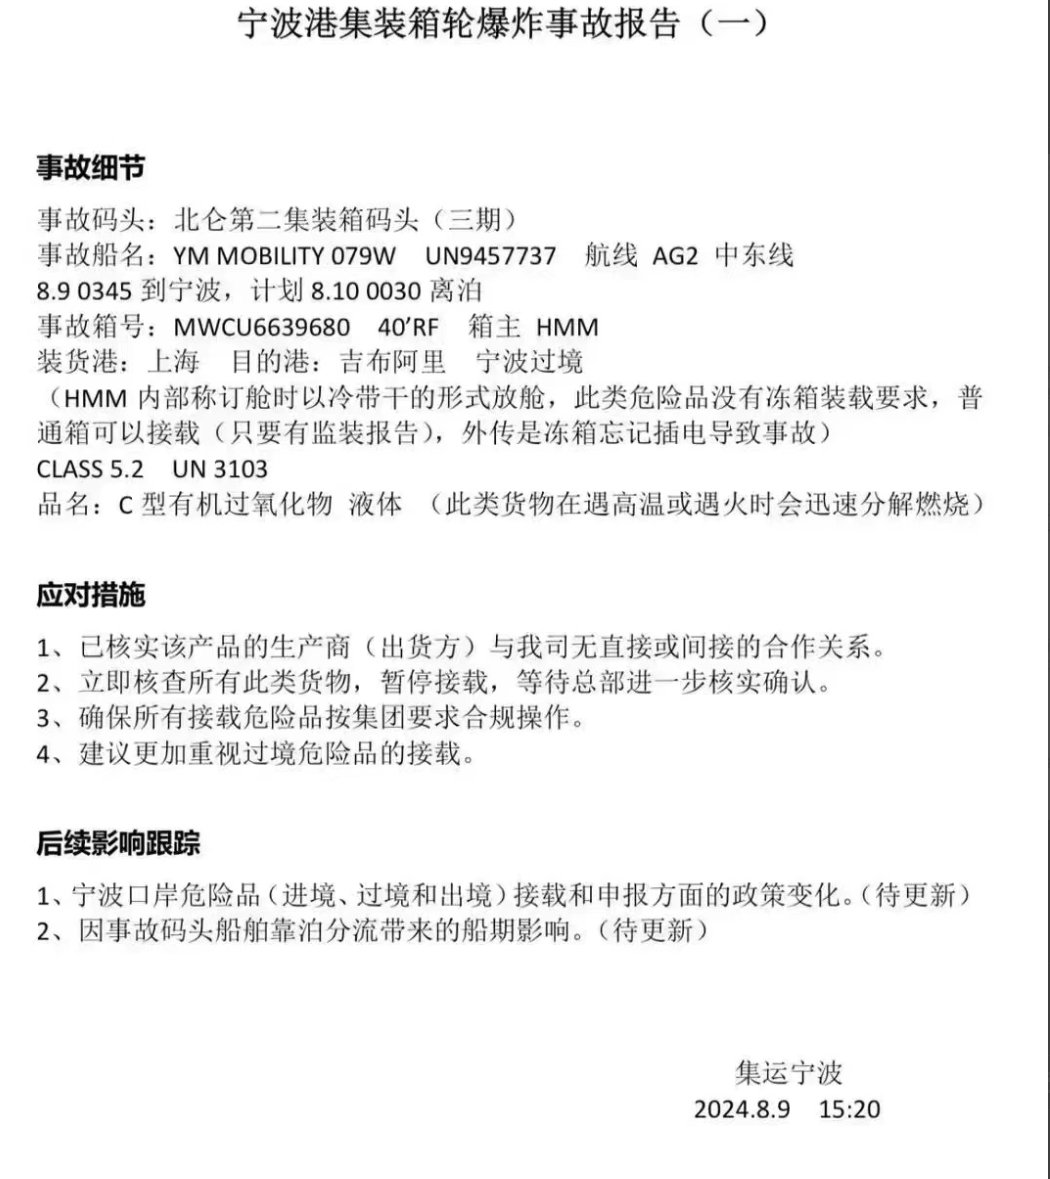 宁波港集装箱轮爆炸事故报告（一）
事故细节
事故码头：北仑第二集装箱码头（三期）
事故船名：YM MOBILITY 079W UN9457737 航线 AG2 中东线
8.9 0345 到宁波，计划 8.10 0030 离泊
事故箱号：MWCU6639680 40’RF 箱主 HMM
装货港：上海 目的港：吉布阿里 宁波过境
（HMM 内部称订舱时以冷带干的形式放舱，此类危险品没有冻箱装载要求，普
通箱可以接载（只要有监装报告），外传是冻箱忘记插电导致事故）
CLASS 5.2 UN 3103
品名：C 型有机过氧化物 液体 （此类货物在遇高温或遇火时会迅速分解燃烧）
应对措施
1、已核实该产品的生产商（出货方）与我司无直接或间接的合作关系。
2、立即核查所有此类货物，暂停接载，等待总部进一步核实确认。
3、确保所有接载危险品按集团要求合规操作。
4、建议更加重视过境危险品的接载。
后续影响跟踪
1、宁波口岸危险品（进境、过境和出境）接载和申报方面的政策变化。（待更新）
2、因事故码头船舶靠泊分流带来的船期影响。（待更新）
集运宁波
2024.8.9 15:20